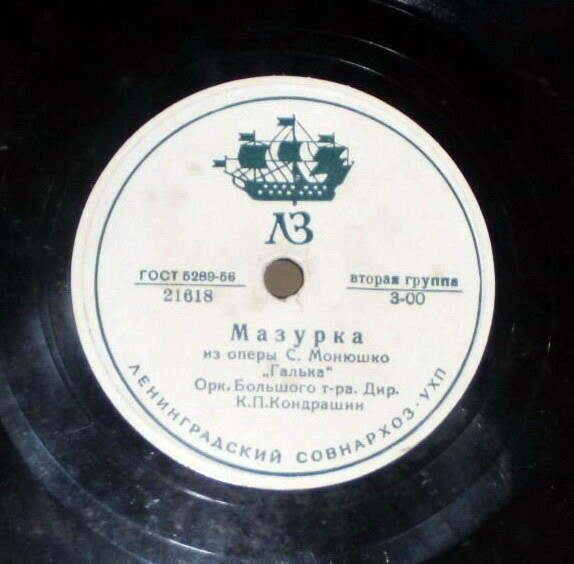 ЛЗ
ГОСТ 5289-56
21618
вторая группа
3-00
Мазурка
из оперы С. Монюшко
„Галька“
Орк. Большого т-ра. Дир.
К.П.Кондрашин
ЛЕНИНГРАДСКИЙ СОВНАРХОЗ. УХП